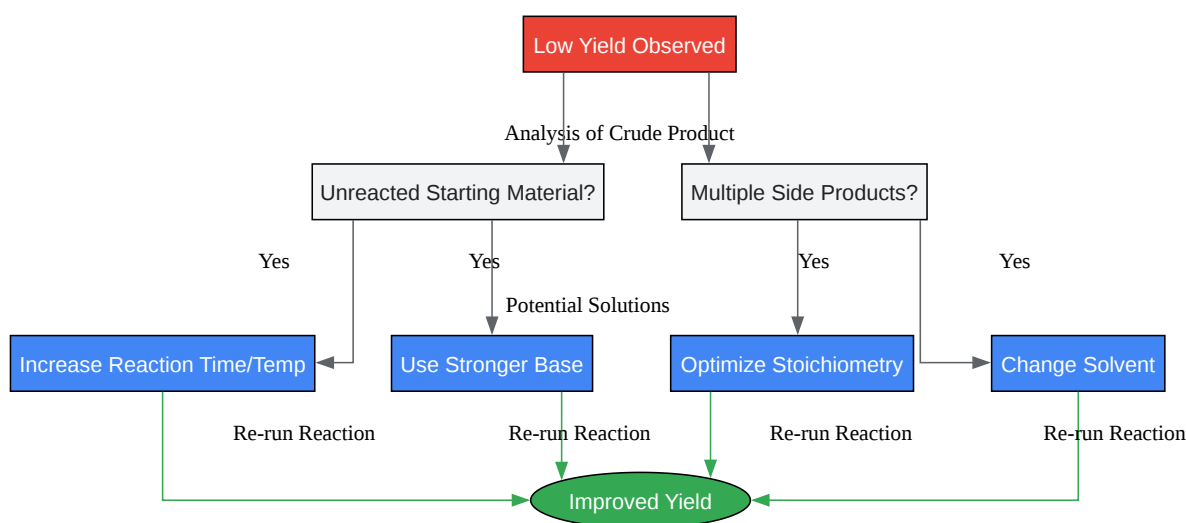 Low Yield Observed
Analysis of Crude Product
Unreacted Starting Material?
Multiple Side Products?
Yes
Yes
Yes
Yes
Potential Solutions
Increase Reaction Time/Temp
Use Stronger Base
Optimize Stoichiometry
Change Solvent
Re-run Reaction
Re-run Reaction
Re-run Reaction
Re-run Reaction
Improved Yield